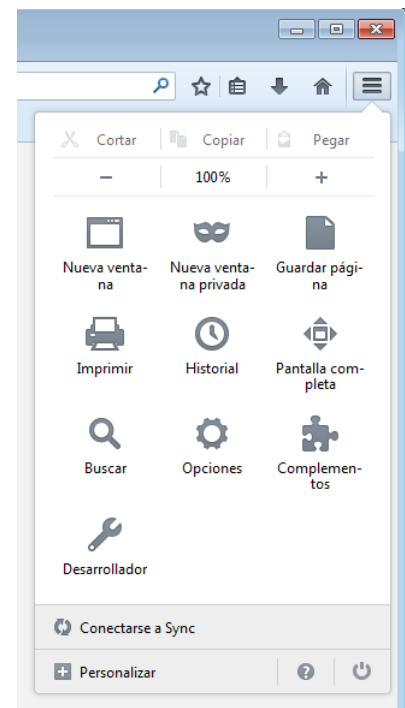 Cortar Copiar Pegar
− 100% +
Nueva venta- Nueva venta- Guardar pági-
na na privada na
Imprimir Historial Pantalla com-
pleta
Buscar Opciones Complemen-
tos
Desarrollador
Conectarse a Sync
Personalizar